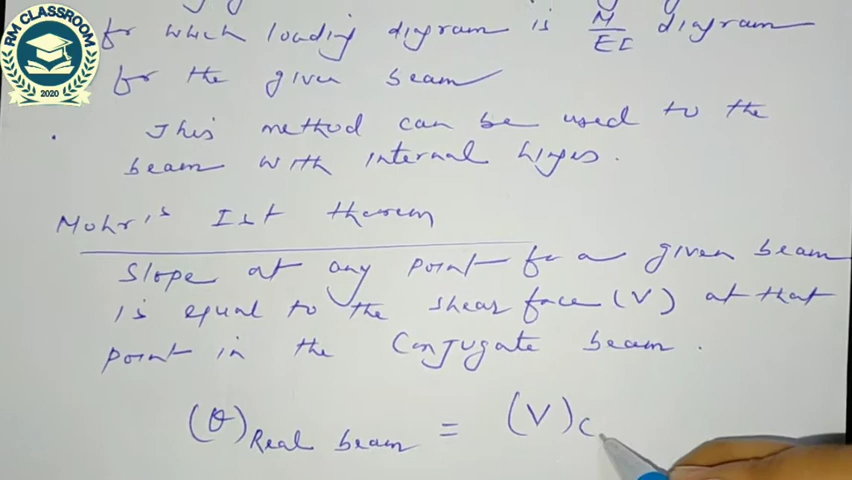 RM CLASSROOM
2020
for which loading diagram is M/EI diagram
for the given beam
. This method can be used to the
beam with internal hinges.
Mohr's Ist theorem
Slope at any point for a given beam
is equal to the shear force (V) at that
point in the Conjugate beam.
(θ)Real beam = (V)C